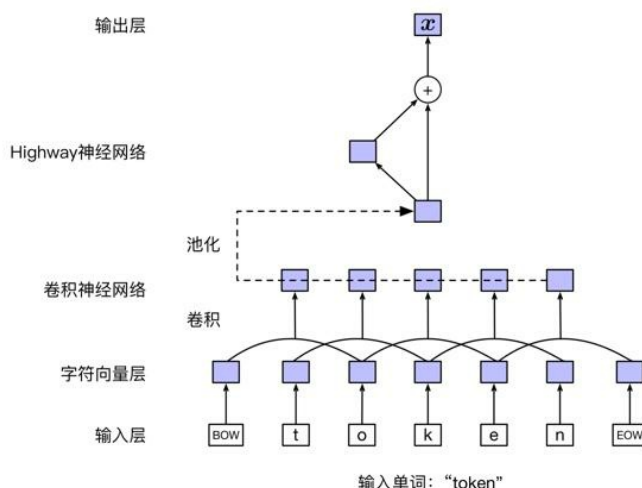 输出层
x
+
Highway神经网络
池化
卷积神经网络
卷积
字符向量层
输入层
BOW t o k e n EOW
输入单词：“token”